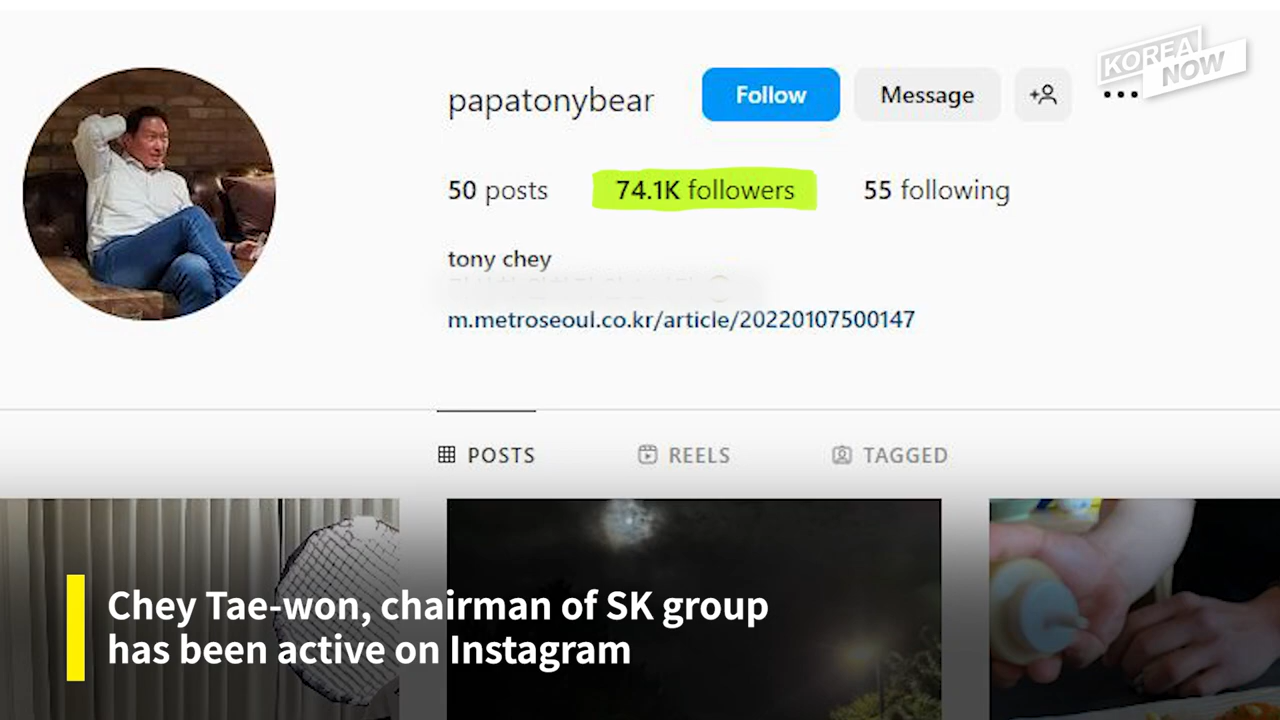 KOREA
NOW
papatonybear
Follow
Message
50 posts
74.1K followers
55 following
tony chey
m.metroseoul.co.kr/article/20220107500147
POSTS
REELS
TAGGED
Chey Tae-won, chairman of SK group
has been active on Instagram